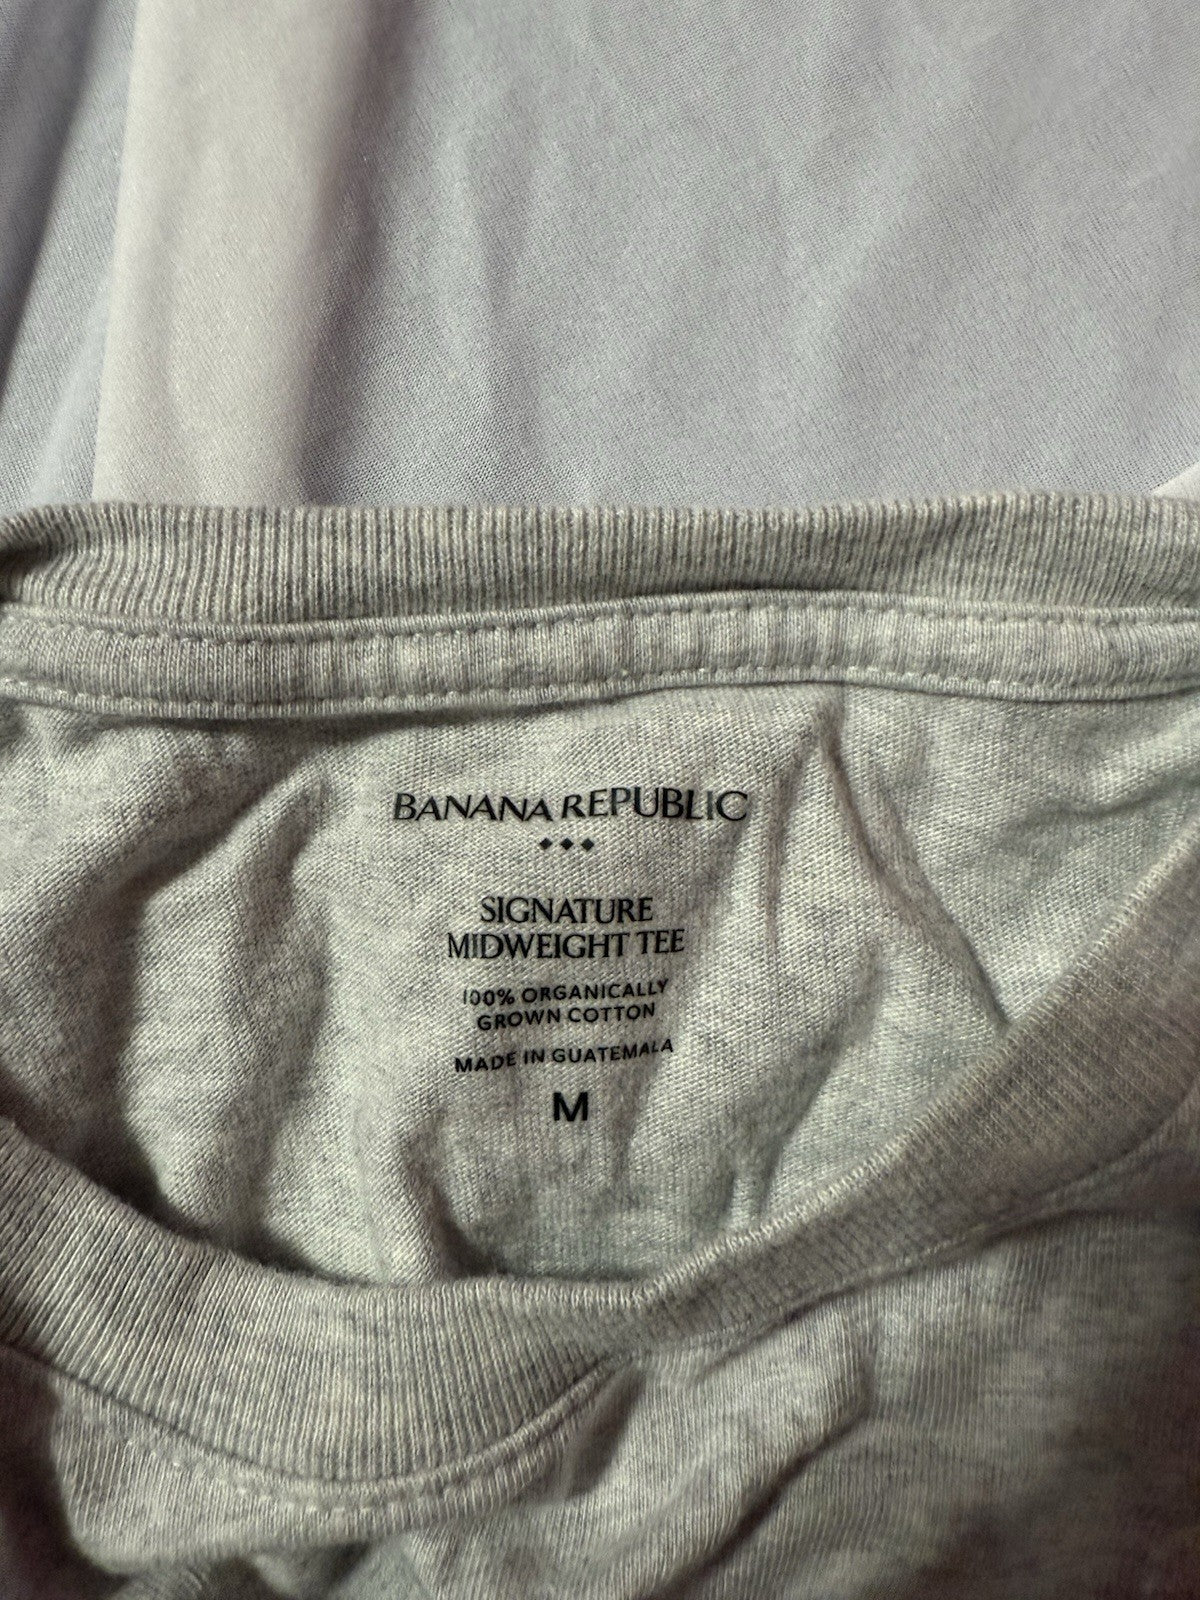 BANANA REPUBLIC
SIGNATURE
MIDWEIGHT TEE
100% ORGANICALLY
GROWN COTTON
MADE IN GUATEMALA
M